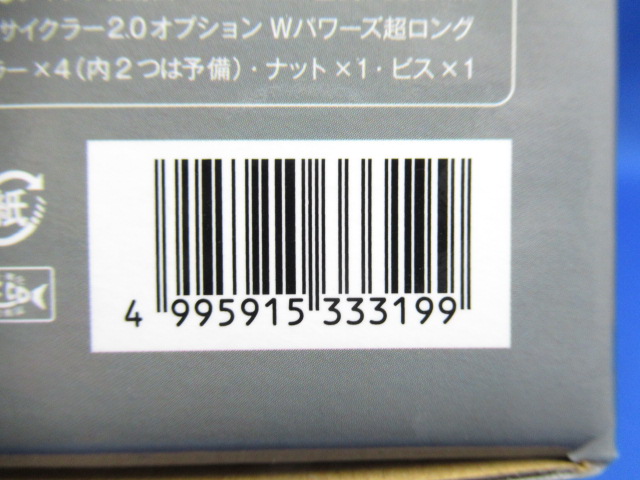 サイクラー2.0オプション Wパワーズ超ロング
ラー×4(内2つは予備)・ナット×1・ビス×1
紙
4 995915 333199